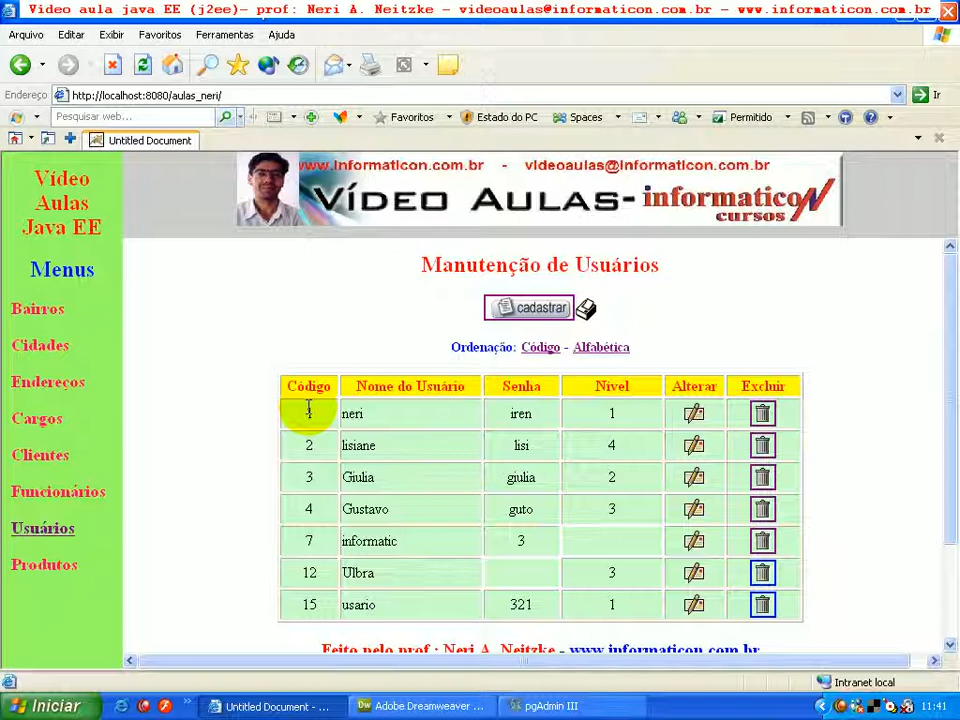 Video aula java EE (j2ee)- prof: Neri A. Neitzke - videoaulas@informaticon.com.br - www.informaticon.com.br
Arquivo Editar Exibir Favoritos Ferramentas Ajuda
Endereço http://localhost:8080/aulas_neri/ Ir
Pesquisar web... Favoritos Estado do PC Spaces Permitido
Untitled Document
www.informaticon.com.br - videoaulas@informaticon.com.br
VÍDEO AULAS- informaticoN
cursos
Vídeo
Aulas
Java EE
Menus
Bairros
Cidades
Endereços
Cargos
Clientes
Funcionários
Usuários
Produtos
Manutenção de Usuários
cadastrar
Ordenação: Código - Alfabética
Código Nome do Usuário Senha Nivel Alterar Excluir
1 neri iren 1
2 lisiane lisi 4
3 Giulia giulia 2
4 Gustavo guto 3
7 informatic 3
12 Ulbra 3
15 usario 321 1
Feito pelo prof.: Neri A. Neitzke - www.informaticon.com.br
Intranet local
Iniciar Untitled Document - ... Adobe Dreamweaver ... pgAdmin III 11:41